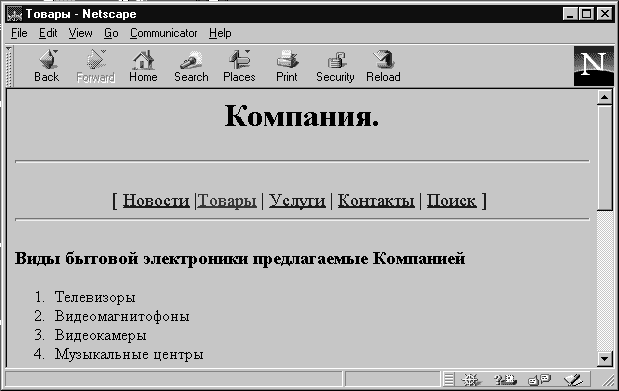 Товары - Netscape
File Edit View Go Communicator Help
Back Forward Home Search Places Print Security Reload
N
Компания.
[ Новости |Товары | Услуги | Контакты | Поиск ]
Виды бытовой электроники предлагаемые Компанией
1. Телевизоры
2. Видеомагнитофоны
3. Видеокамеры
4. Музыкальные центры